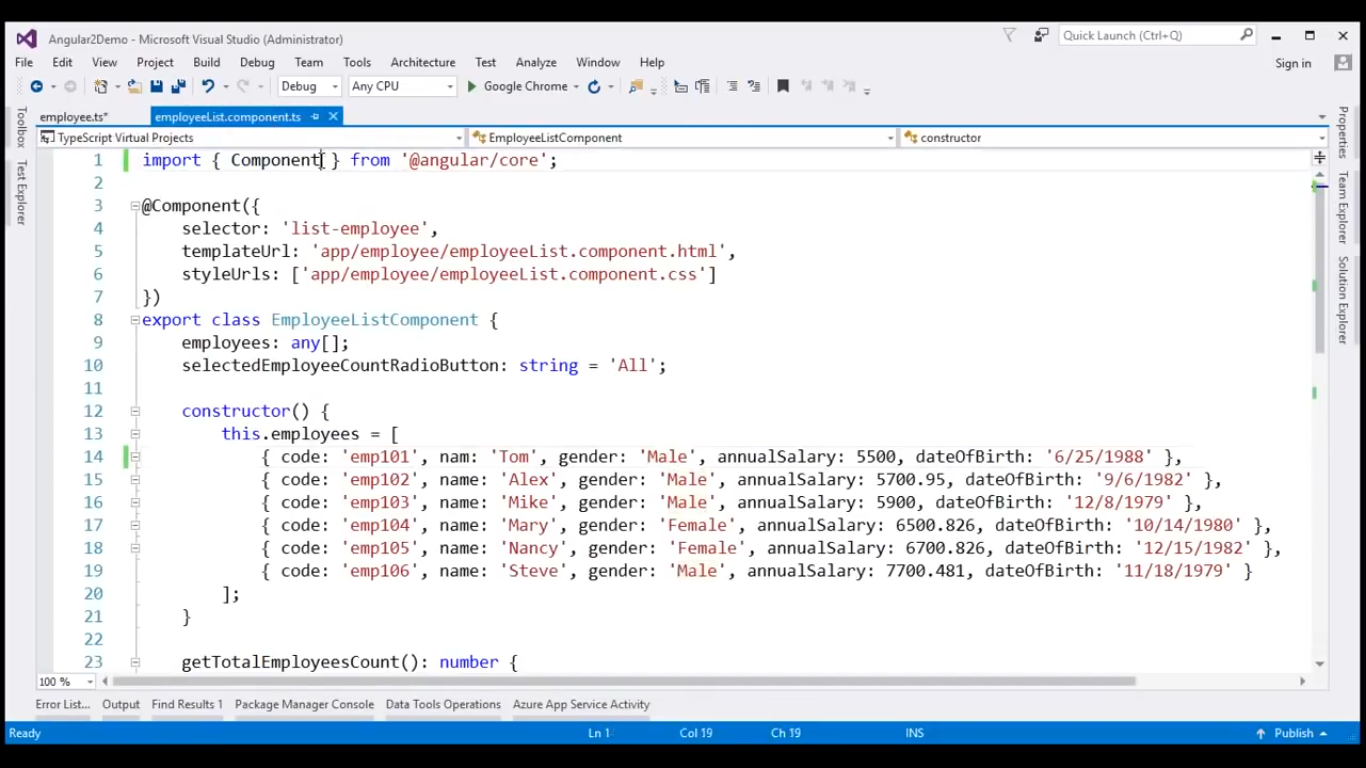 Angular2Demo - Microsoft Visual Studio (Administrator)
Quick Launch (Ctrl+Q)
File Edit View Project Build Debug Team Tools Architecture Test Analyze Window Help
Sign in
Debug Any CPU Google Chrome
employee.ts* employeeList.component.ts
TypeScript Virtual Projects EmployeeListComponent constructor
Toolbox
Test Explorer
Properties
Team Explorer
Solution Explorer
1 import { Component } from '@angular/core';
2
3 @Component({
4 selector: 'list-employee',
5 templateUrl: 'app/employee/employeeList.component.html',
6 styleUrls: ['app/employee/employeeList.component.css']
7 })
8 export class EmployeeListComponent {
9 employees: any[];
10 selectedEmployeeCountRadioButton: string = 'All';
11
12 constructor() {
13 this.employees = [
14 { code: 'emp101', nam: 'Tom', gender: 'Male', annualSalary: 5500, dateOfBirth: '6/25/1988' },
15 { code: 'emp102', name: 'Alex', gender: 'Male', annualSalary: 5700.95, dateOfBirth: '9/6/1982' },
16 { code: 'emp103', name: 'Mike', gender: 'Male', annualSalary: 5900, dateOfBirth: '12/8/1979' },
17 { code: 'emp104', name: 'Mary', gender: 'Female', annualSalary: 6500.826, dateOfBirth: '10/14/1980' },
18 { code: 'emp105', name: 'Nancy', gender: 'Female', annualSalary: 6700.826, dateOfBirth: '12/15/1982' },
19 { code: 'emp106', name: 'Steve', gender: 'Male', annualSalary: 7700.481, dateOfBirth: '11/18/1979' }
20 ];
21 }
22
23 getTotalEmployeesCount(): number {
100 %
Error List... Output Find Results 1 Package Manager Console Data Tools Operations Azure App Service Activity
Ready Ln 1 Col 19 Ch 19 INS Publish